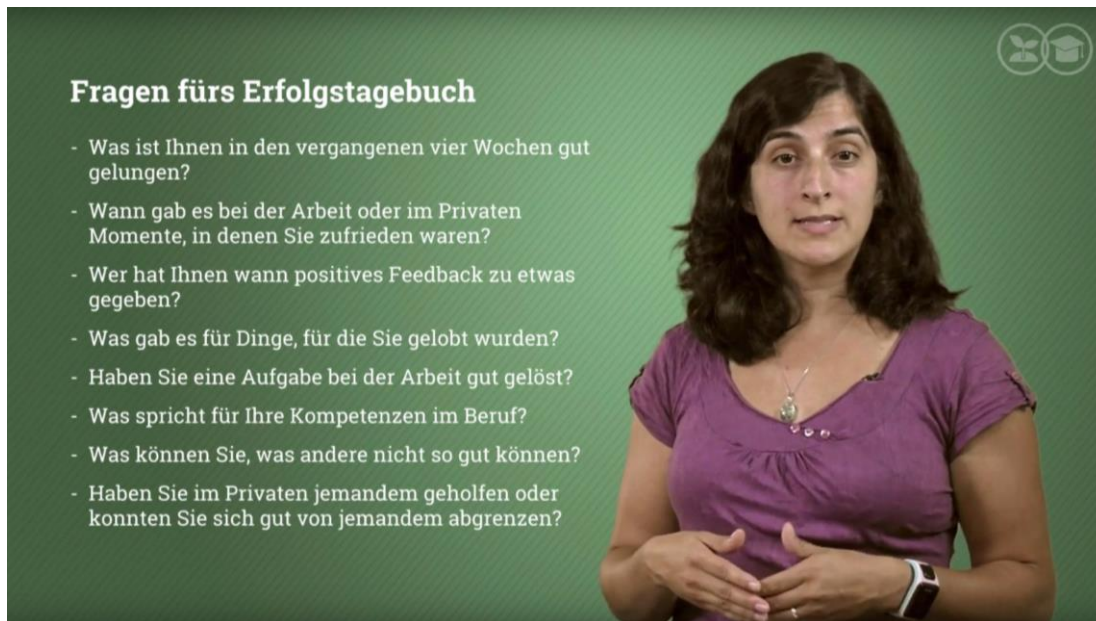 Fragen fürs Erfolgstagebuch
- Was ist Ihnen in den vergangenen vier Wochen gut
gelungen?
- Wann gab es bei der Arbeit oder im Privaten
Momente, in denen Sie zufrieden waren?
- Wer hat Ihnen wann positives Feedback zu etwas
gegeben?
- Was gab es für Dinge, für die Sie gelobt wurden?
- Haben Sie eine Aufgabe bei der Arbeit gut gelöst?
- Was spricht für Ihre Kompetenzen im Beruf?
- Was können Sie, was andere nicht so gut können?
- Haben Sie im Privaten jemandem geholfen oder
konnten Sie sich gut von jemandem abgrenzen?